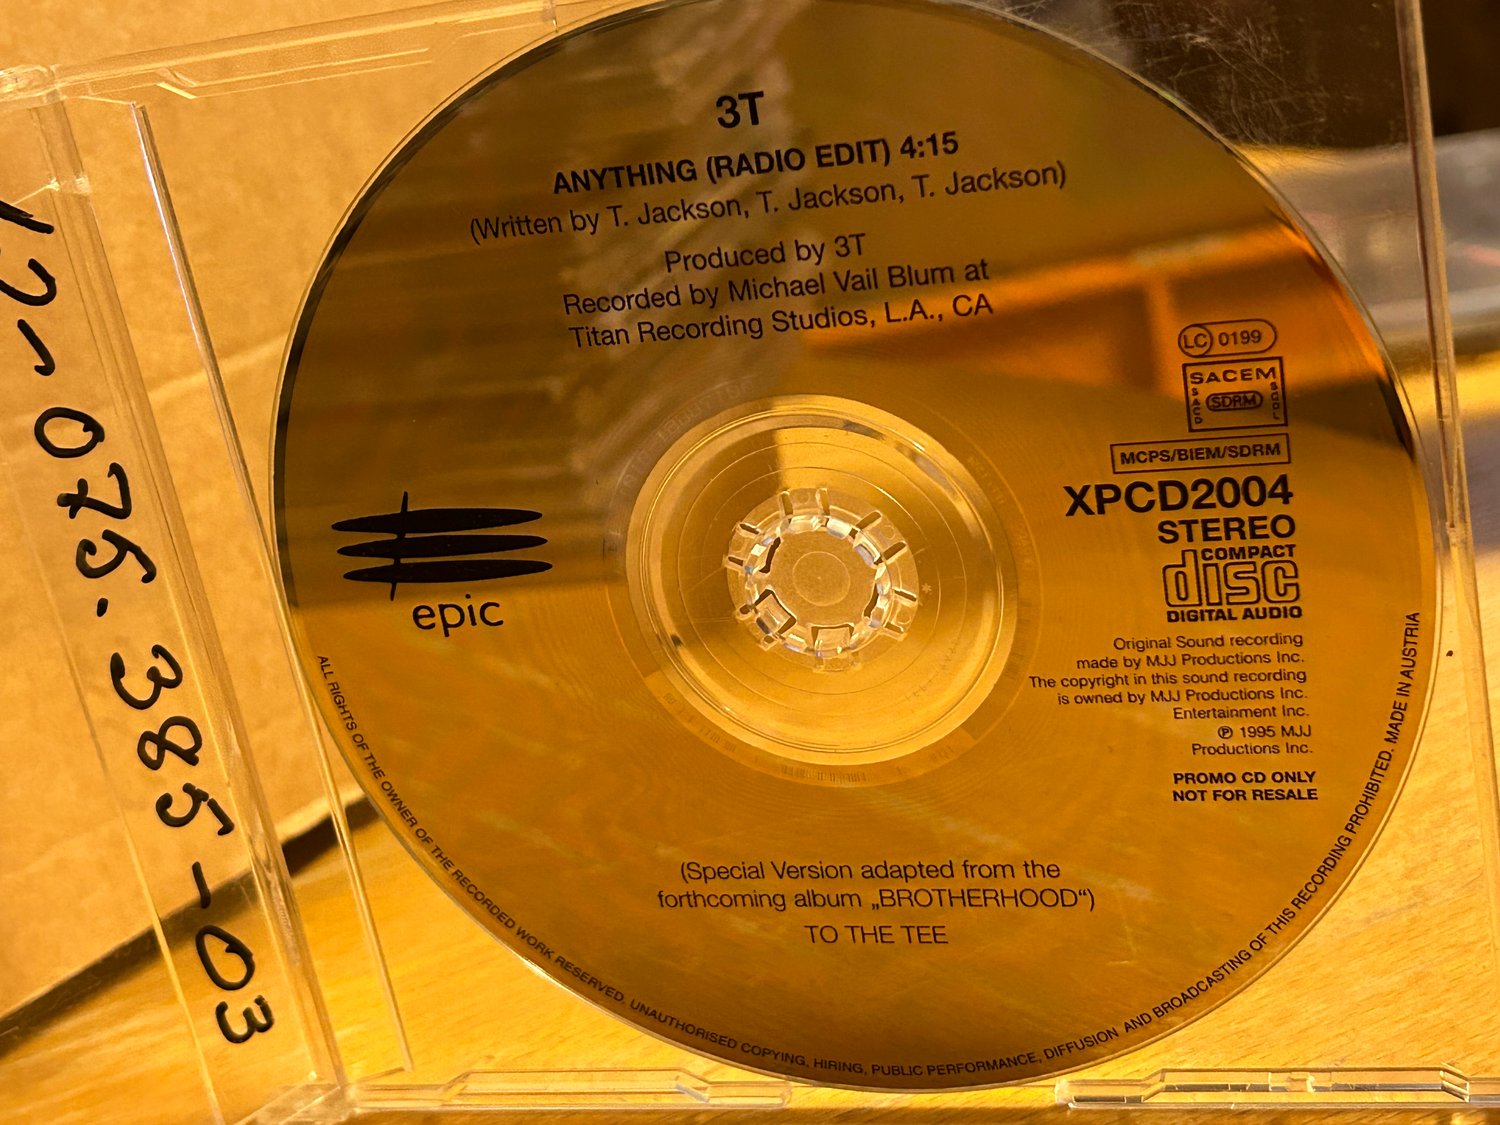 3T
ANYTHING (RADIO EDIT) 4:15
(Written by T. Jackson, T. Jackson, T. Jackson)
Produced by 3T
Recorded by Michael Vail Blum at
Titan Recording Studios, L.A., CA
LC 0199
SACEM
SACD
SDRM
SGDL
MCPS/BIEM/SDRM
XPCD2004
STEREO
COMPACT
disc
DIGITAL AUDIO
epic
Original Sound recording
made by MJJ Productions Inc.
The copyright in this sound recording
is owned by MJJ Productions Inc.
Entertainment Inc.
℗ 1995 MJJ
Productions Inc.
PROMO CD ONLY
NOT FOR RESALE
(Special Version adapted from the
forthcoming album „BROTHERHOOD“)
TO THE TEE
ALL RIGHTS OF THE OWNER OF THE RECORDED WORK RESERVED. UNAUTHORISED COPYING, HIRING, PUBLIC PERFORMANCE, DIFFUSION AND BROADCASTING OF THIS RECORDING PROHIBITED. MADE IN AUSTRIA
12-075.385-03